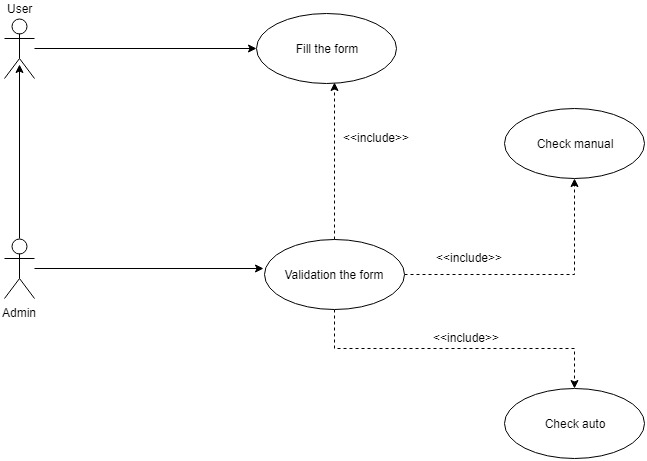 User
Fill the form
<<include>>
Check manual
<<include>>
Validation the form
Admin
<<include>>
Check auto